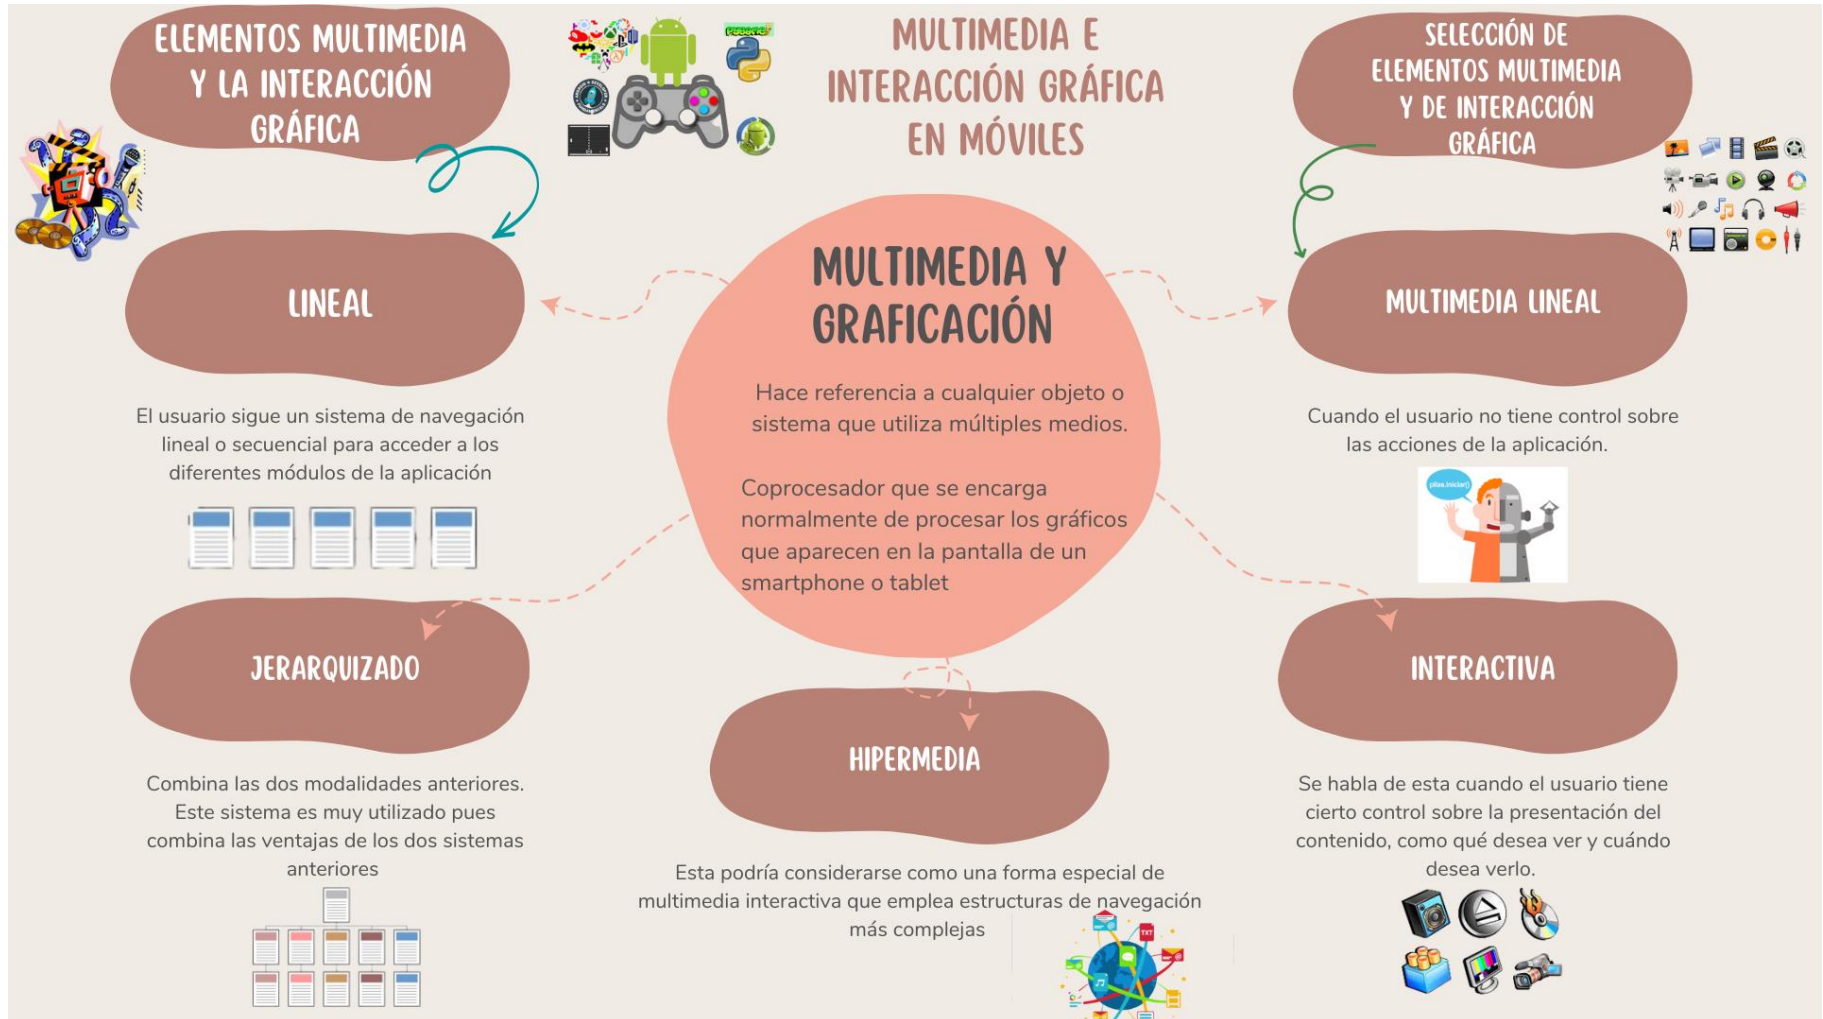 ELEMENTOS MULTIMEDIA
Y LA INTERACCIÓN
GRÁFICA
MULTIMEDIA E
INTERACCIÓN GRÁFICA
EN MÓVILES
SELECCIÓN DE
ELEMENTOS MULTIMEDIA
Y DE INTERACCIÓN
GRÁFICA
LINEAL
El usuario sigue un sistema de navegación
lineal o secuencial para acceder a los
diferentes módulos de la aplicación
MULTIMEDIA Y
GRAFICACIÓN
Hace referencia a cualquier objeto o
sistema que utiliza múltiples medios.
Coprocesador que se encarga
normalmente de procesar los gráficos
que aparecen en la pantalla de un
smartphone o tablet
MULTIMEDIA LINEAL
Cuando el usuario no tiene control sobre
las acciones de la aplicación.
pilas.iniciar()
JERARQUIZADO
Combina las dos modalidades anteriores.
Este sistema es muy utilizado pues
combina las ventajas de los dos sistemas
anteriores
HIPERMEDIA
Esta podría considerarse como una forma especial de
multimedia interactiva que emplea estructuras de navegación
más complejas
TXT
INTERACTIVA
Se habla de esta cuando el usuario tiene
cierto control sobre la presentación del
contenido, como qué desea ver y cuándo
desea verlo.